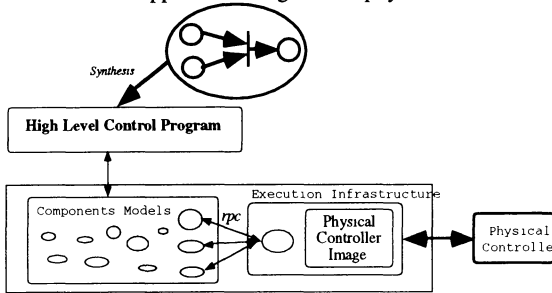 Synthesis
High Level Control Program
Execution Infrastructure
Components Models
rpc
Physical
Controller
Image
Physical